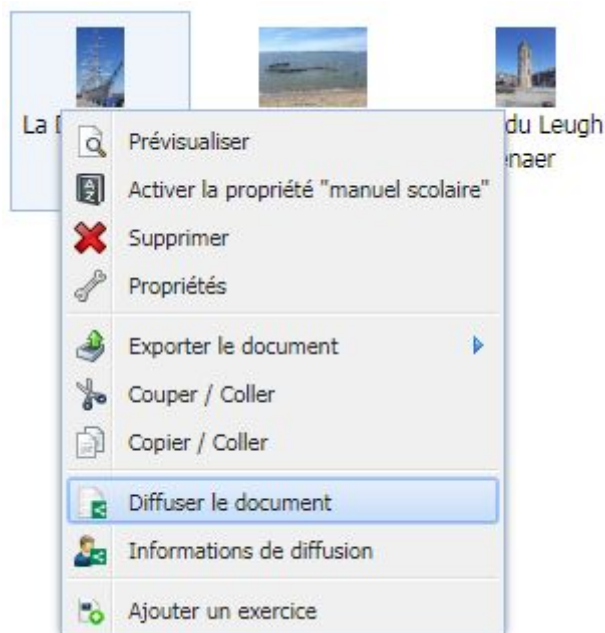 La
du Leugh
enaer
Prévisualiser
Activer la propriété "manuel scolaire"
Supprimer
Propriétés
Exporter le document
Couper / Coller
Copier / Coller
Diffuser le document
Informations de diffusion
Ajouter un exercice